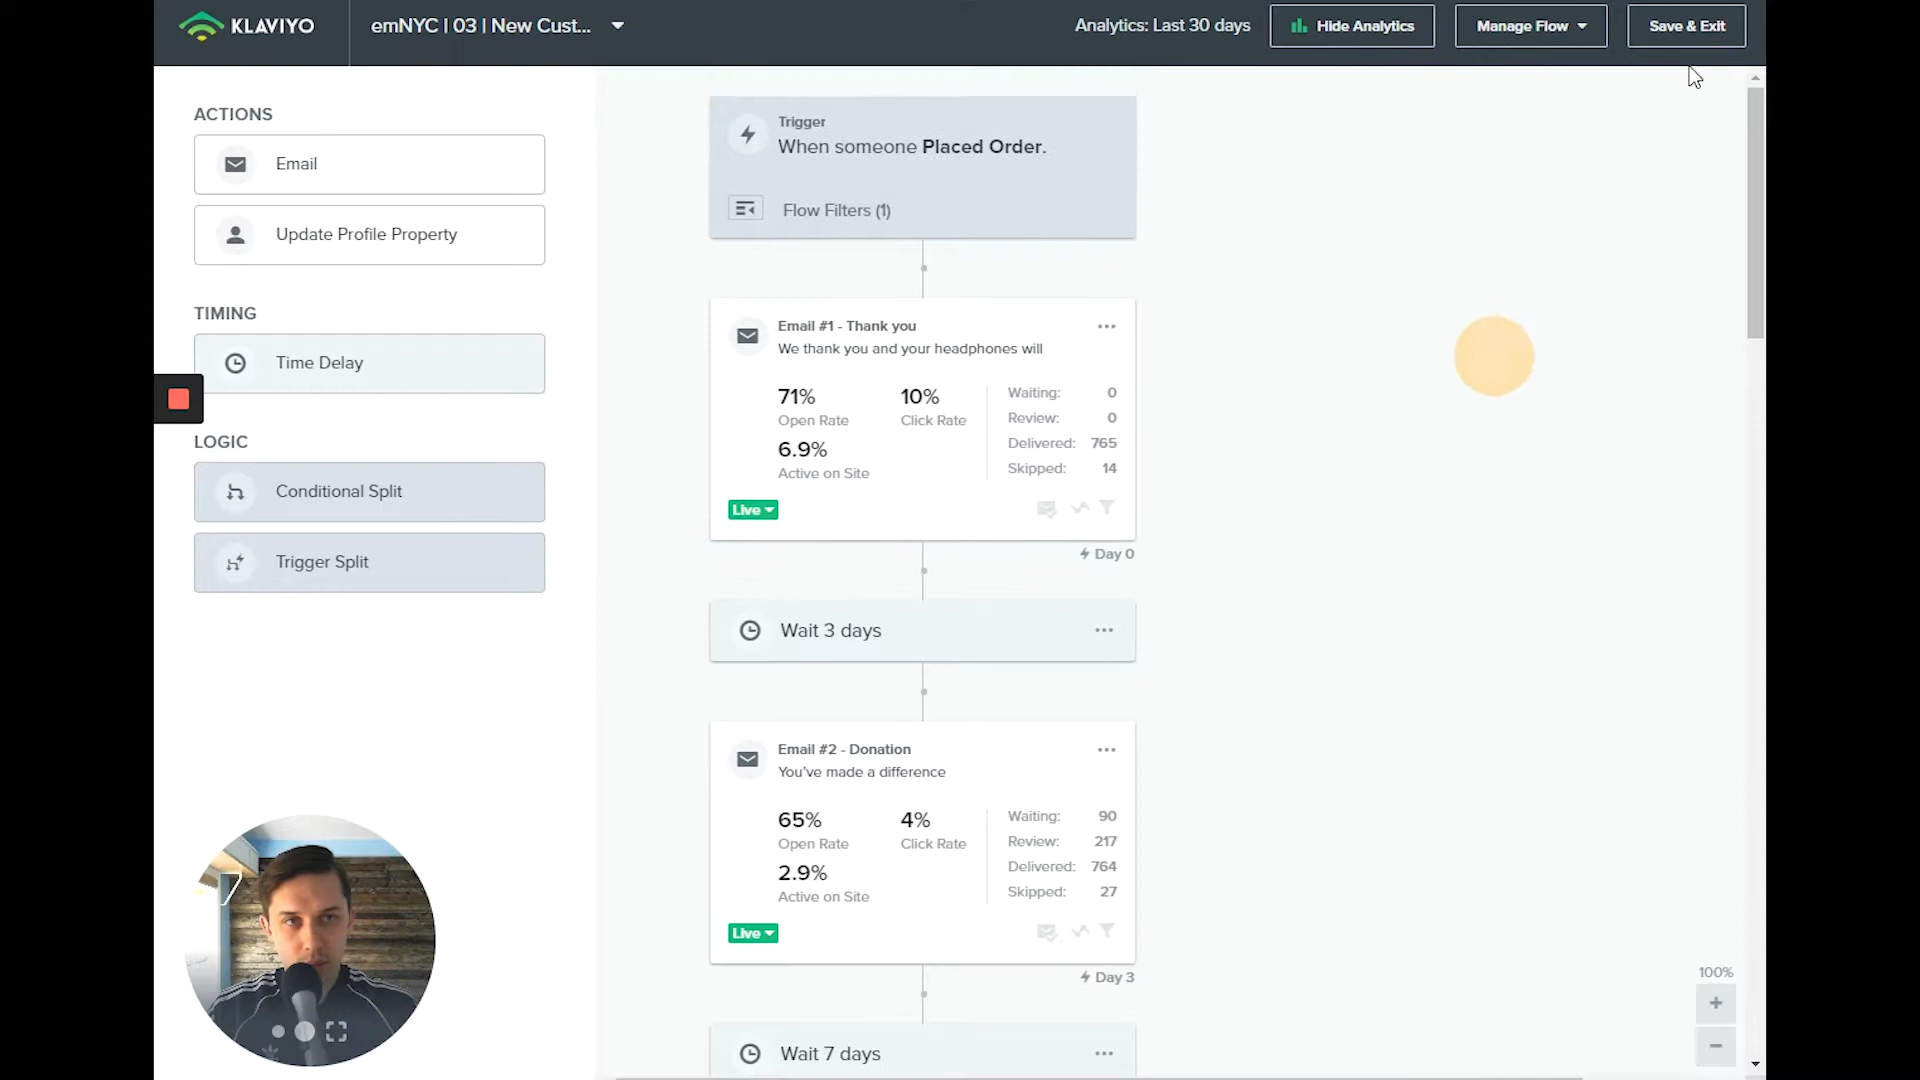 KLAVIYO
emNYC | 03 | New Cust...
Analytics: Last 30 days
Hide Analytics
Manage Flow
Save & Exit
ACTIONS
Email
Update Profile Property
TIMING
Time Delay
LOGIC
Conditional Split
Trigger Split
Trigger
When someone Placed Order.
Flow Filters (1)
Email #1 - Thank you
We thank you and your headphones will
71%
Open Rate
10%
Click Rate
6.9%
Active on Site
Waiting: 0
Review: 0
Delivered: 765
Skipped: 14
Live
Day 0
Wait 3 days
Email #2 - Donation
You've made a difference
65%
Open Rate
4%
Click Rate
2.9%
Active on Site
Waiting: 90
Review: 217
Delivered: 764
Skipped: 27
Live
Day 3
Wait 7 days
100%